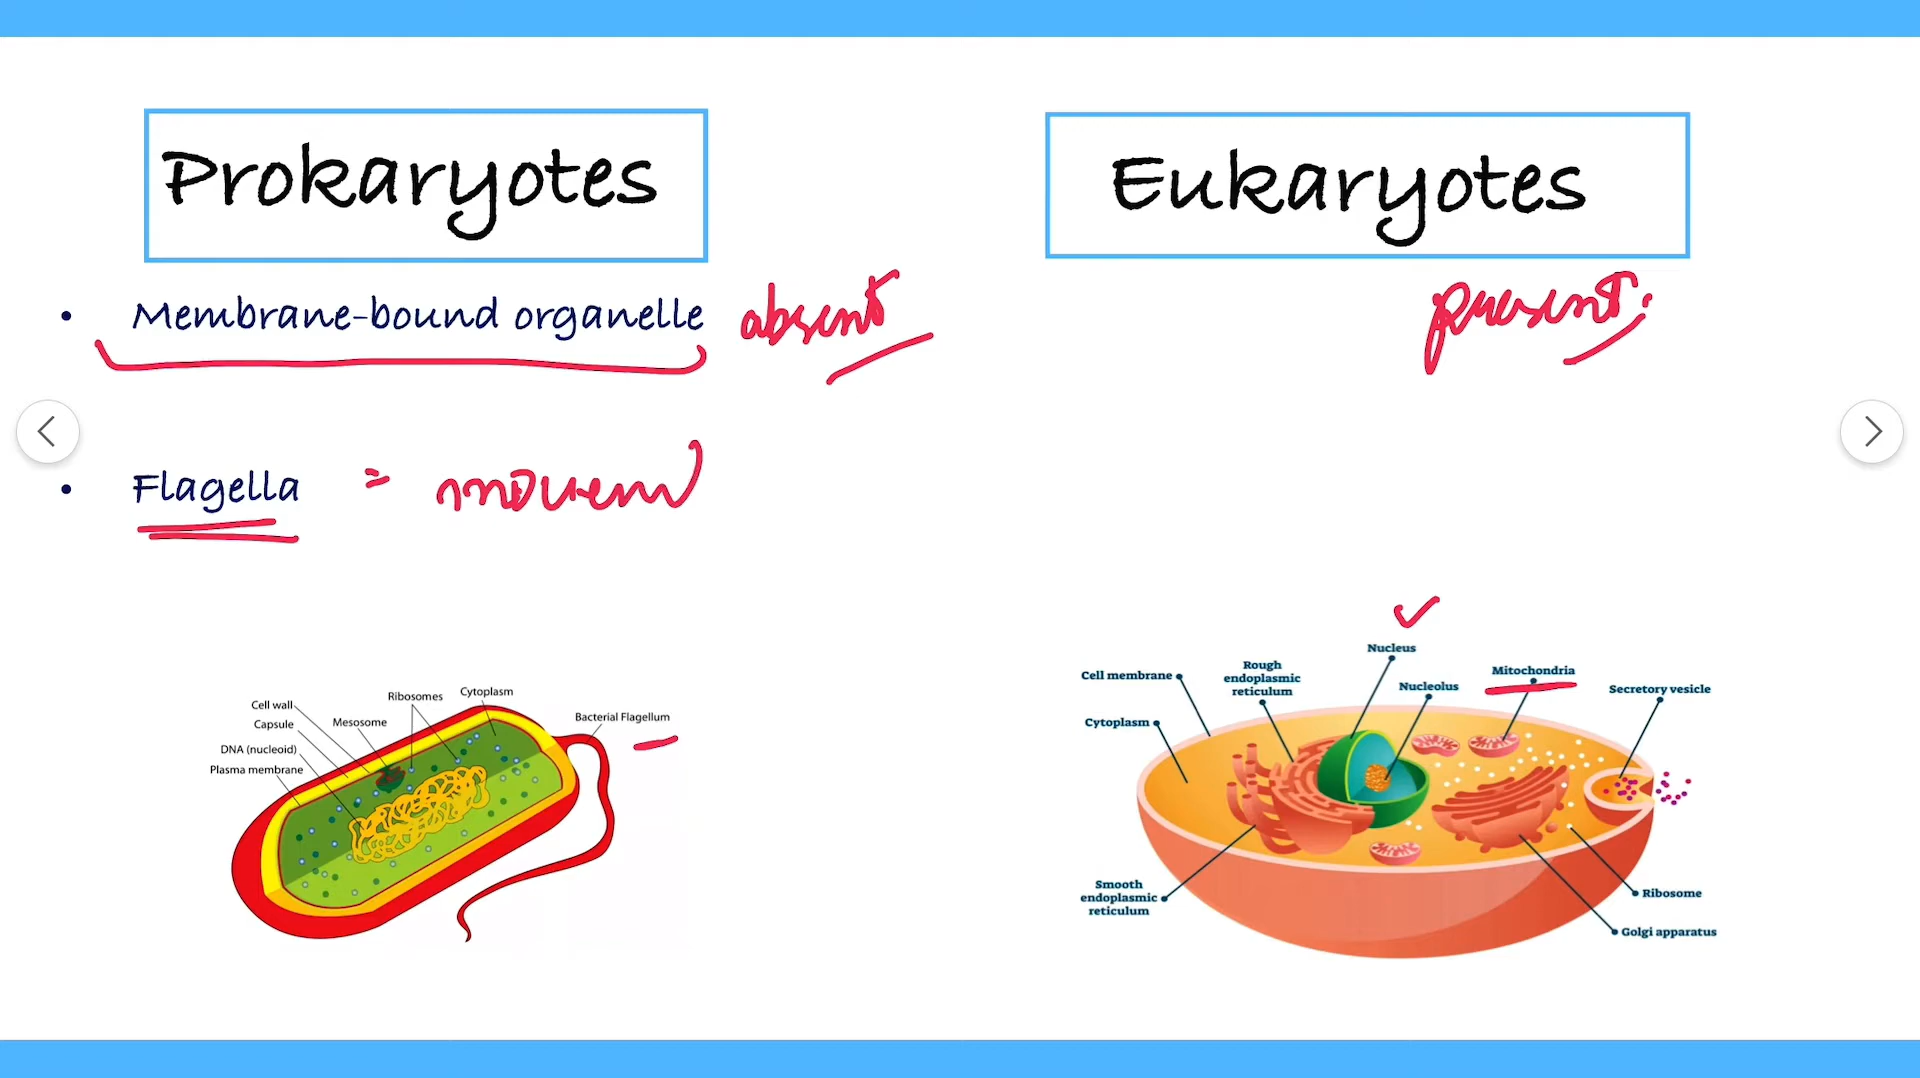 Prokaryotes
Eukaryotes
• Membrane-bound organelle absent
present.
• Flagella =
Cell wall
Capsule
DNA (nucleoid)
Plasma membrane
Mesosome
Ribosomes
Cytoplasm
Bacterial Flagellum
Cell membrane
Cytoplasm
Rough
endoplasmic
reticulum
Nucleus
Nucleolus
Mitochondria
Secretory vesicle
Smooth
endoplasmic
reticulum
Ribosome
Golgi apparatus